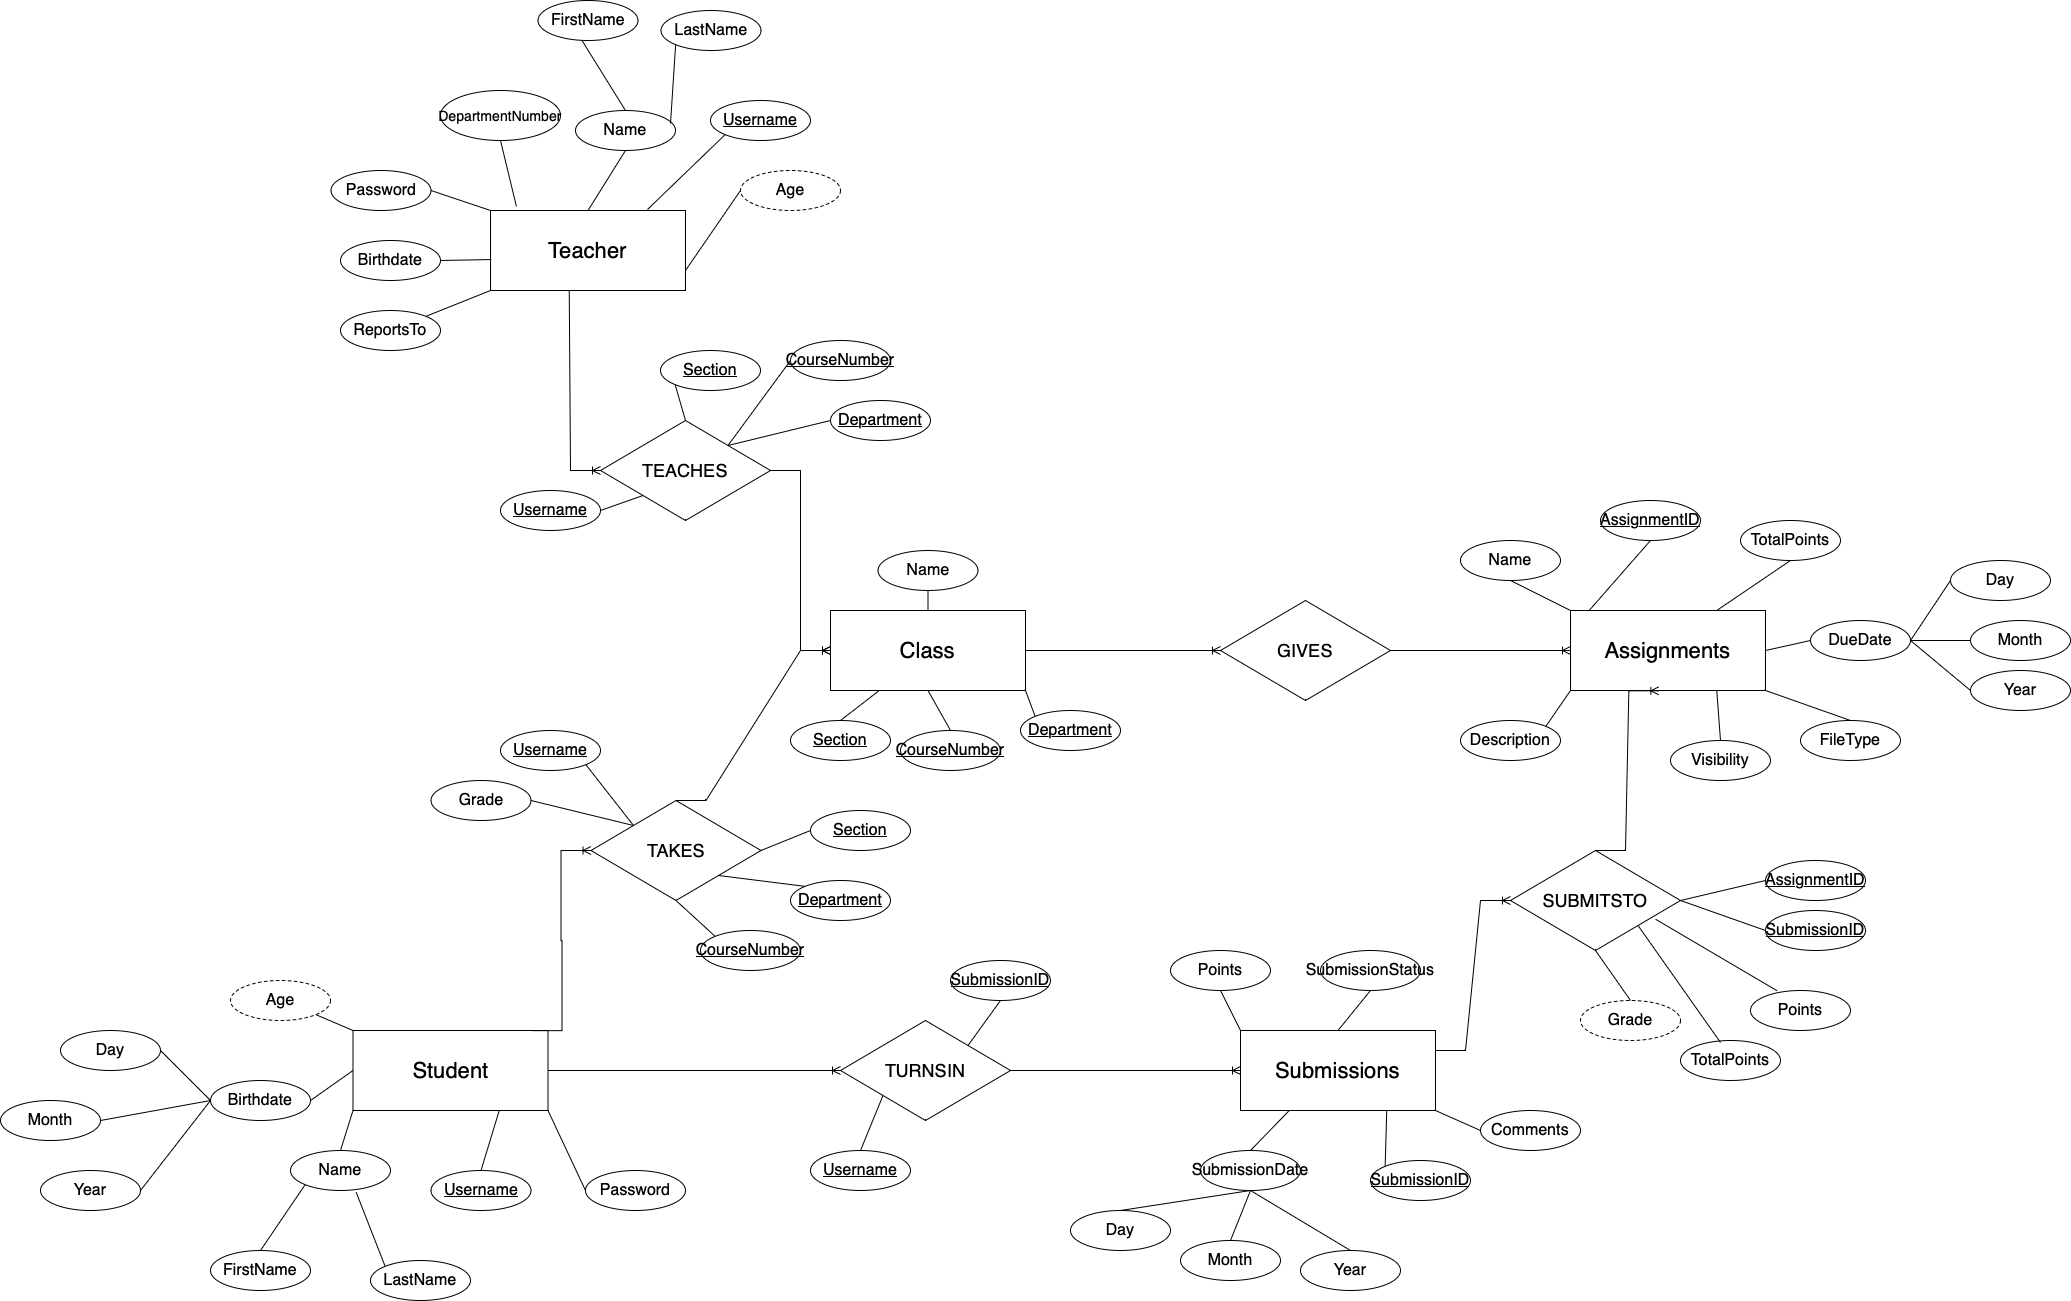 FirstName
LastName
DepartmentNumber
Name
Username
Password
Age
Teacher
Birthdate
ReportsTo
Section
CourseNumber
Department
TEACHES
Username
Name
Class
Section
CourseNumber
Department
GIVES
AssignmentID
Name
TotalPoints
Day
Assignments
DueDate
Month
Year
Description
Visibility
FileType
Username
Grade
Section
TAKES
Department
CourseNumber
AssignmentID
SUBMITSTO
SubmissionID
Points
Grade
TotalPoints
Age
Day
Student
Birthdate
Month
Year
Name
Username
Password
FirstName
LastName
SubmissionID
TURNSIN
Username
Points
SubmissionStatus
Submissions
Comments
SubmissionDate
SubmissionID
Day
Month
Year